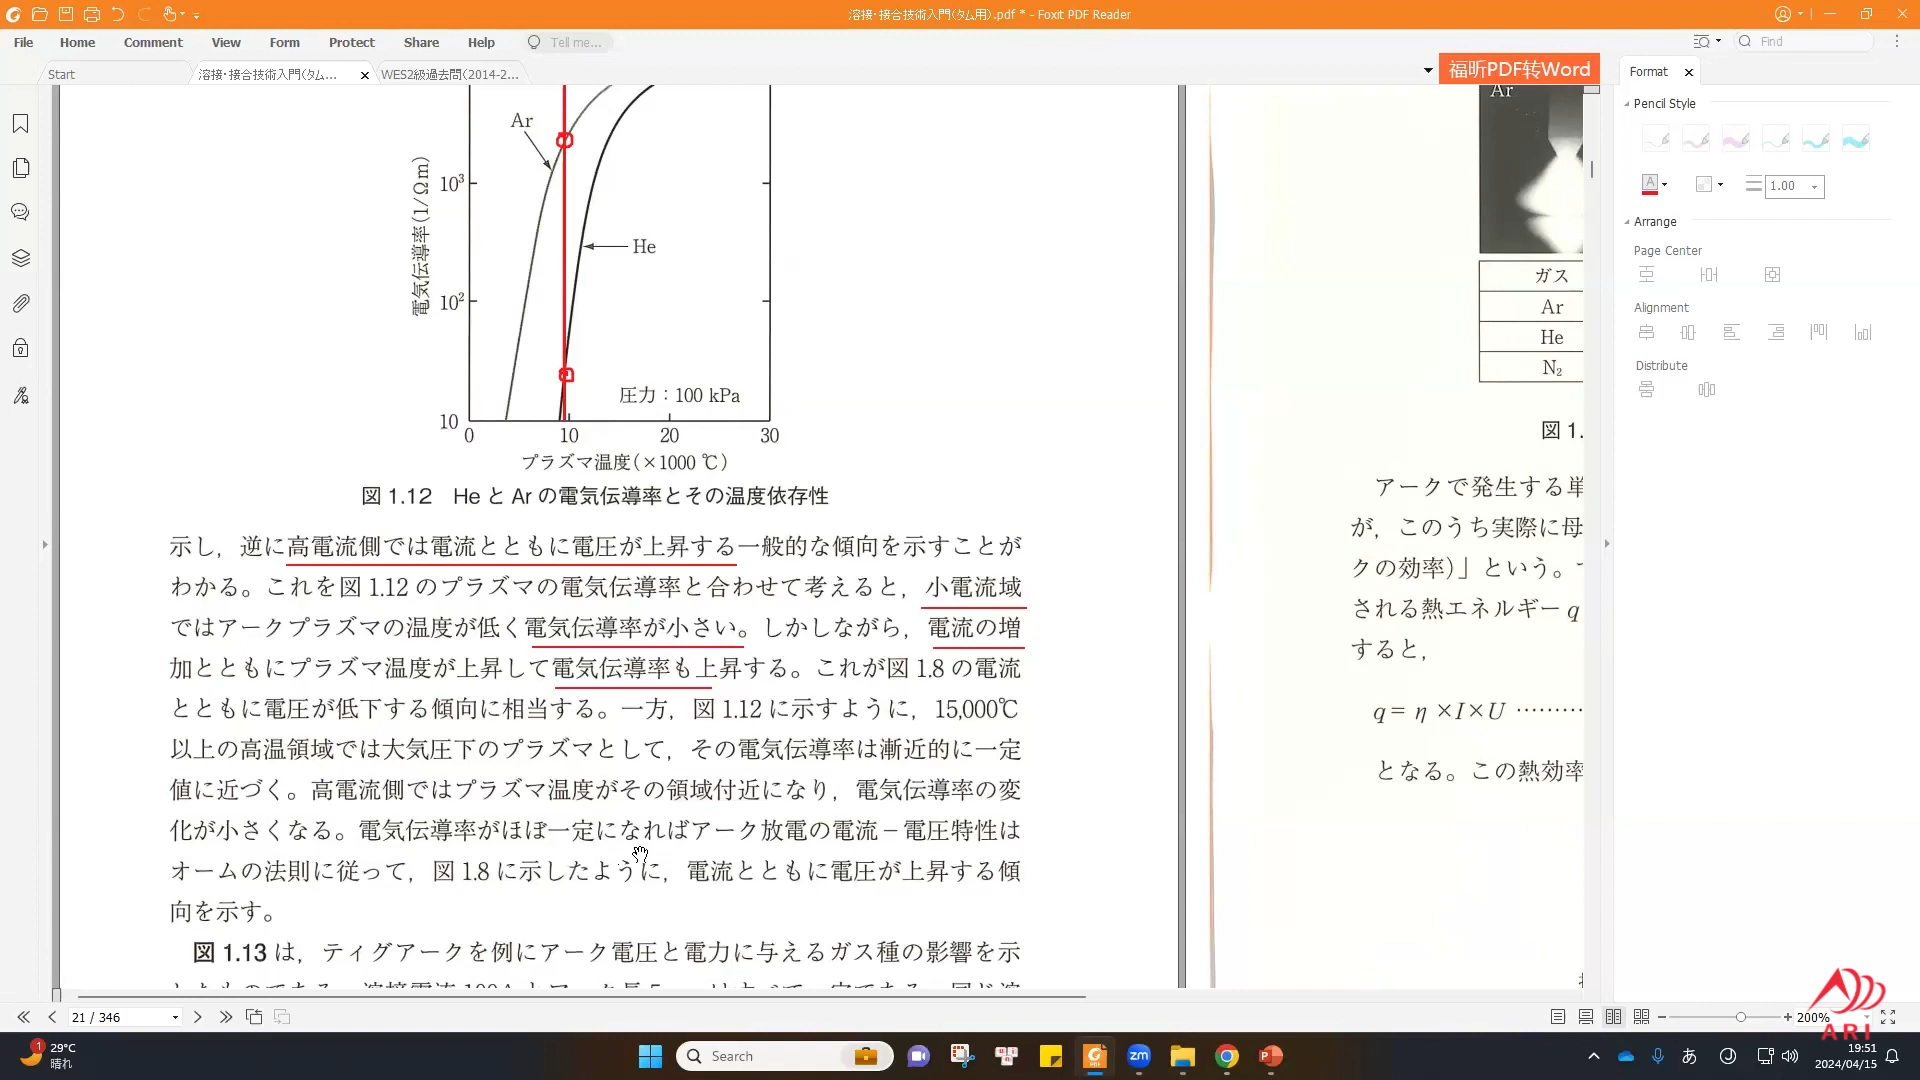 溶接・接合技術入門(タム用).pdf * - Foxit PDF Reader
File Home Comment View Form Protect Share Help Tell me... Find
Start 溶接・接合技術入門(タム... WES2級過去問(2014-2... 福昕PDF转Word Format
Pencil Style
1.00
Arrange
Page Center
Alignment
Distribute
Ar
He
電気伝導率(1/Ωm)
10³
10²
10
圧力：100 kPa
0 10 20 30
プラズマ温度(×1000 ℃)
図 1.12 He と Ar の電気伝導率とその温度依存性
示し，逆に高電流側では電流とともに電圧が上昇する一般的な傾向を示すことが
わかる。これを図 1.12 のプラズマの電気伝導率と合わせて考えると，小電流域
ではアークプラズマの温度が低く電気伝導率が小さい。しかしながら，電流の増
加とともにプラズマ温度が上昇して電気伝導率も上昇する。これが図 1.8 の電流
とともに電圧が低下する傾向に相当する。一方，図 1.12 に示すように，15,000℃
以上の高温領域では大気圧下のプラズマとして，その電気伝導率は漸近的に一定
値に近づく。高電流側ではプラズマ温度がその領域付近になり，電気伝導率の変
化が小さくなる。電気伝導率がほぼ一定になればアーク放電の電流－電圧特性は
オームの法則に従って，図 1.8 に示したように，電流とともに電圧が上昇する傾
向を示す。
図 1.13 は，ティグアークを例にアーク電圧と電力に与えるガス種の影響を示
Ar
ガス
Ar
He
N₂
図 1.
アークで発生する単
が，このうち実際に母
クの効率)」という。
される熱エネルギー q
すると，
q = η × I × U ………
となる。この熱効率
21 / 346
200%
ARI
1
29°C
晴れ
Search
zm
あ
19:51
2024/04/15